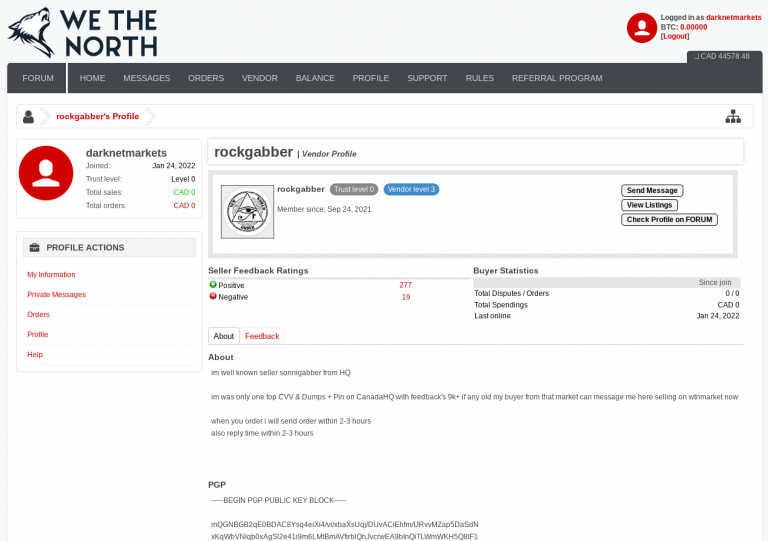 WE THE
NORTH
Logged in as darknetmarkets
BTC: 0.00000
[Logout]
CAD 44578.48
FORUM HOME MESSAGES ORDERS VENDOR BALANCE PROFILE SUPPORT RULES REFERRAL PROGRAM
rockgabber's Profile
darknetmarkets
Joined: Jan 24, 2022
Trust level: Level 0
Total sales: CAD 0
Total orders: CAD 0
PROFILE ACTIONS
My Information
Private Messages
Orders
Profile
Help
rockgabber | Vendor Profile
rockgabber Trust level 0 Vendor level 3
Member since: Sep 24, 2021
Send Message
View Listings
Check Profile on FORUM
Seller Feedback Ratings
Positive 277
Negative 19
Buyer Statistics
Since join
Total Disputes / Orders 0 / 0
Total Spendings CAD 0
Last online Jan 24, 2022
About Feedback
About
im well known seller sonnigabber from HQ
im was only one top CVV & Dumps + Pin on CanadaHQ with feedback's 9k+ if any old my buyer from that market can message me here selling on wtnmarket now
when you order i will send order within 2-3 hours
also reply time within 2-3 hours
PGP
-----BEGIN PGP PUBLIC KEY BLOCK-----